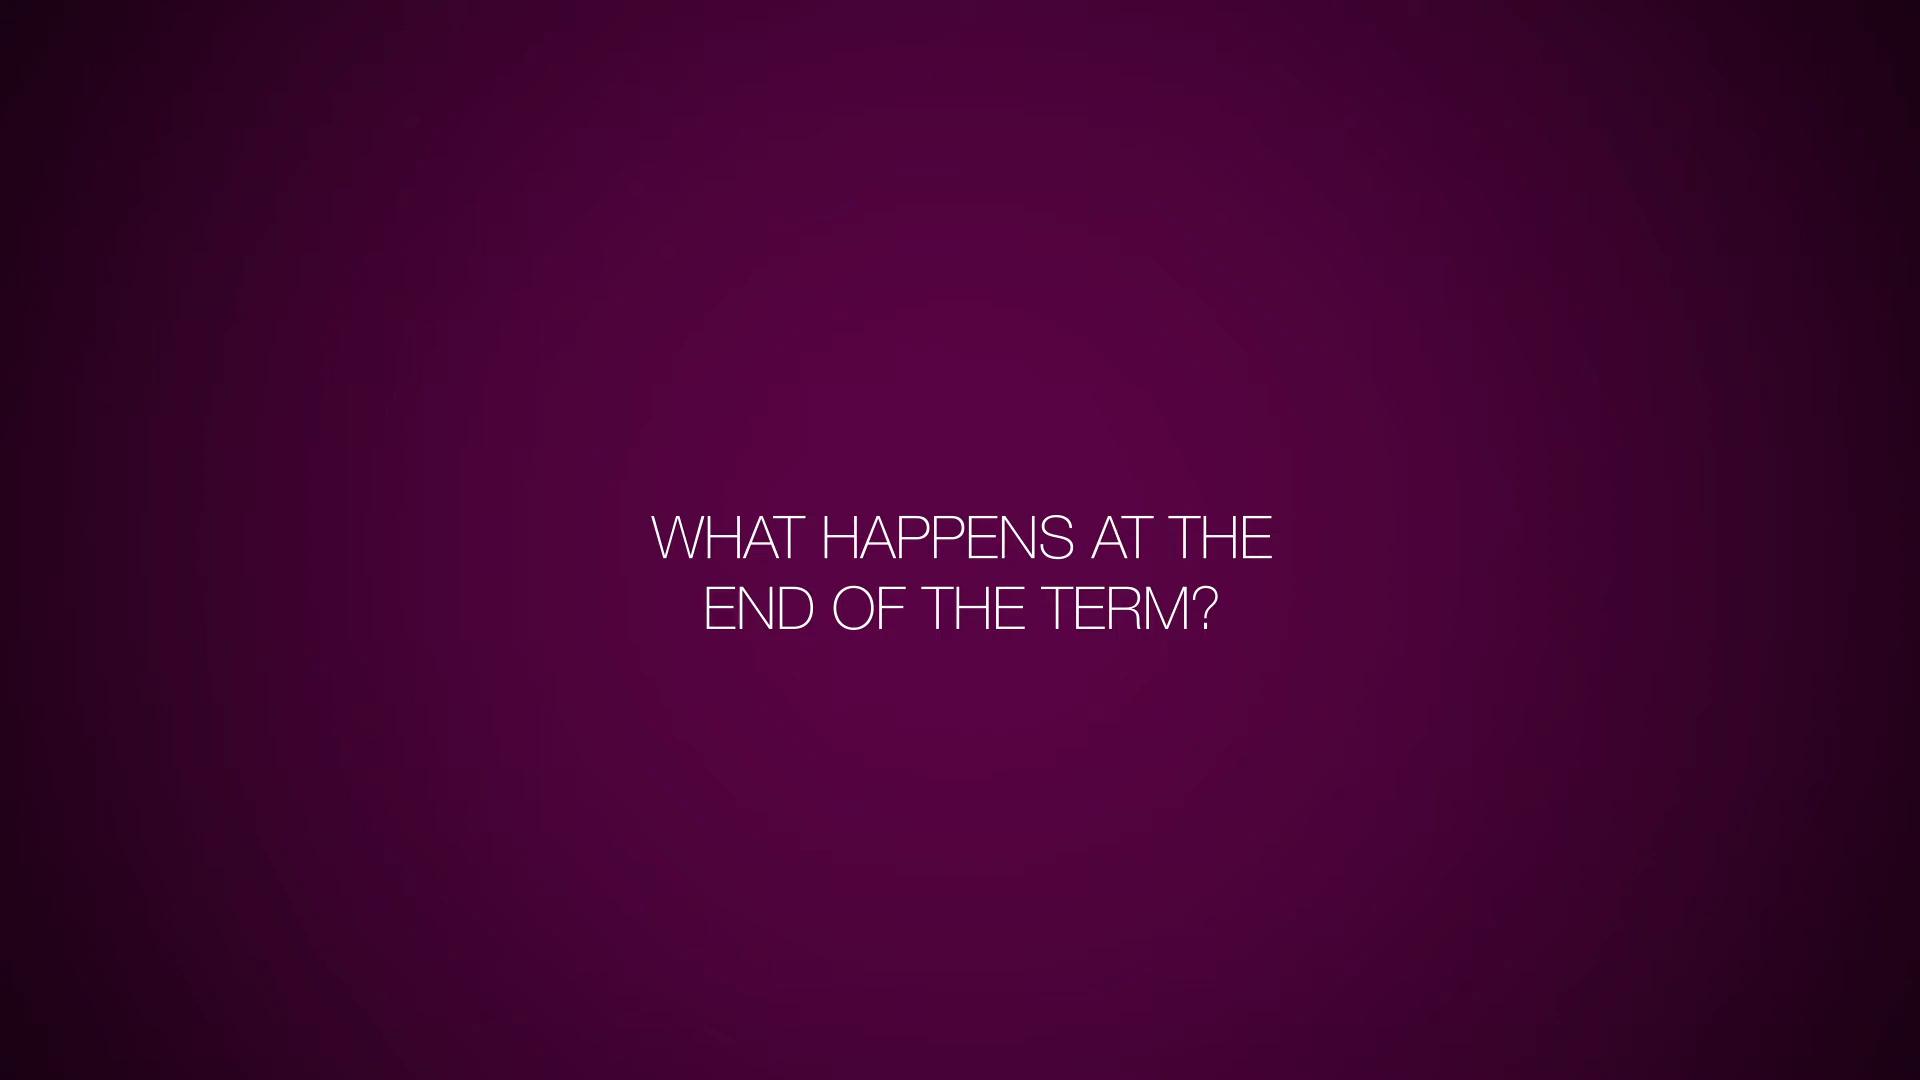 WHAT HAPPENS AT THE
END OF THE TERM?